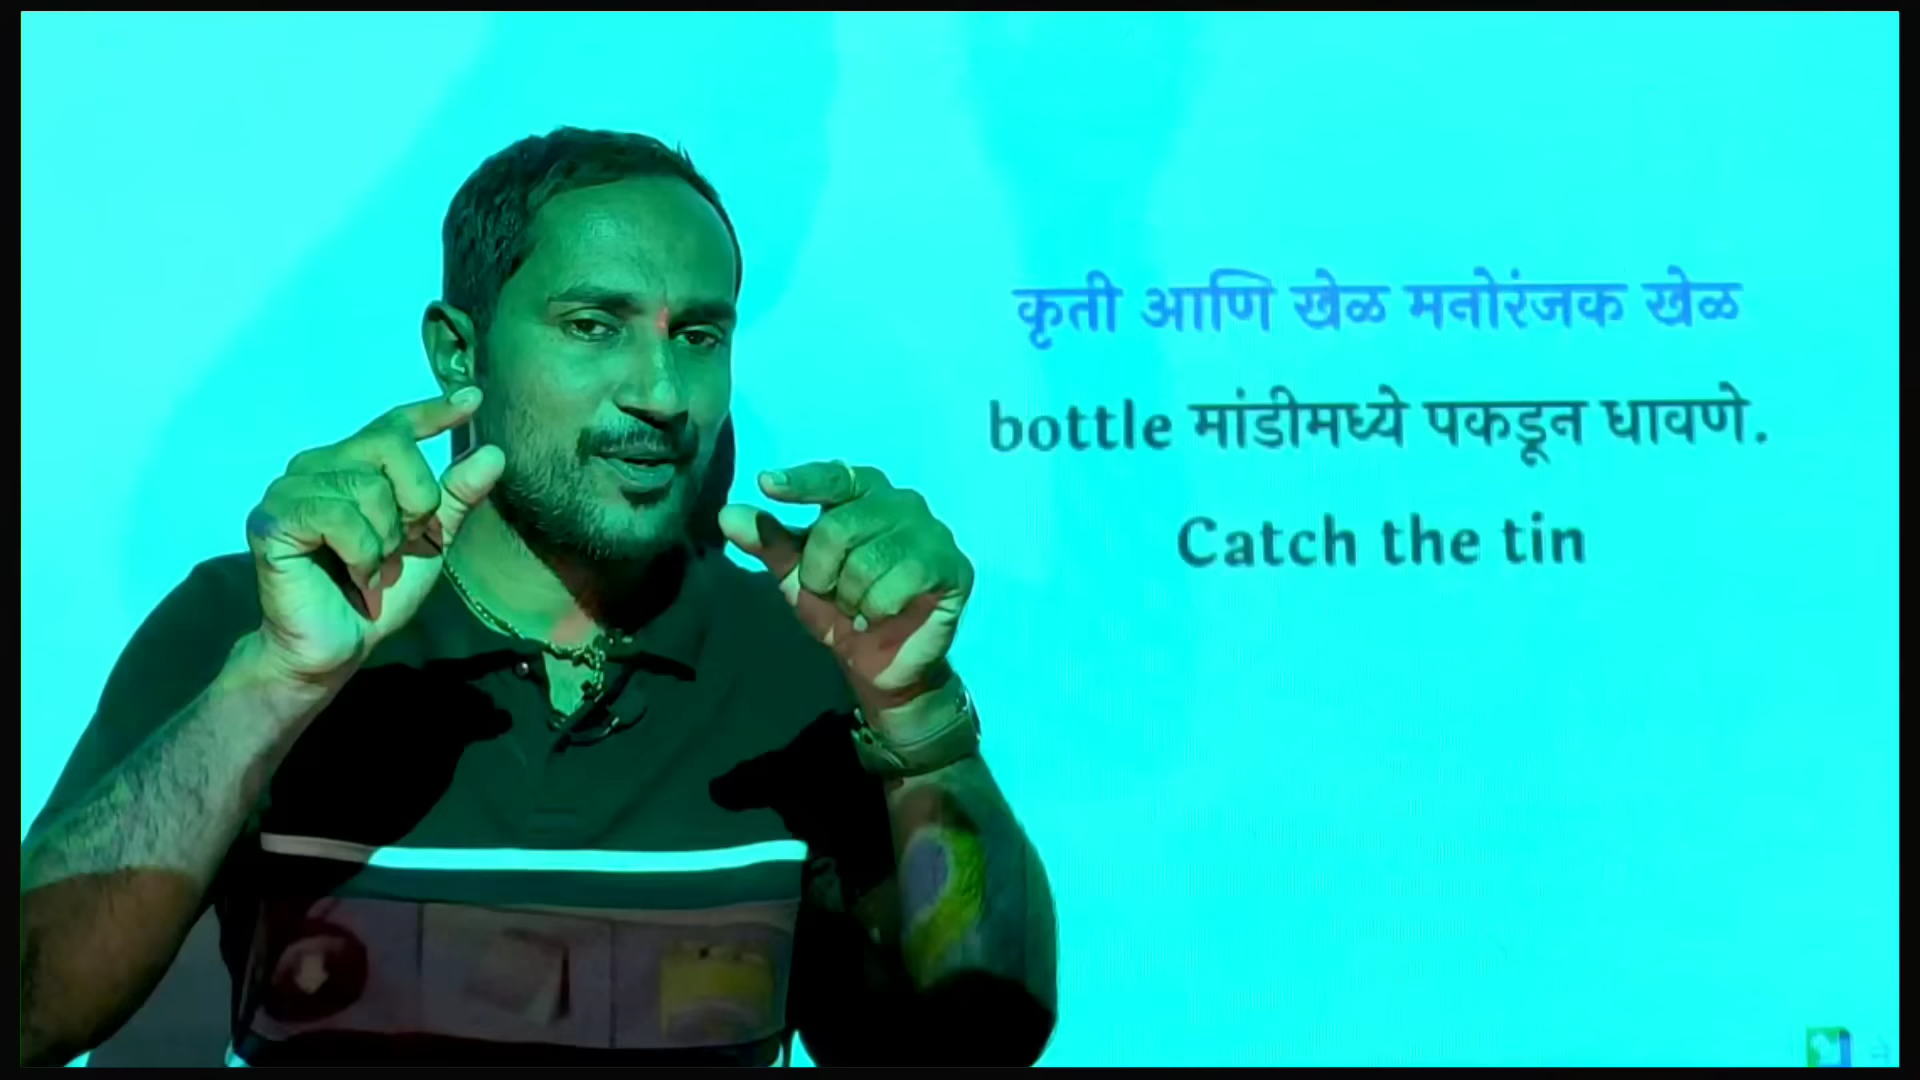 कृती आणि खेळ मनोरंजक खेळ
bottle मांडीमध्ये पकडून धावणे.
Catch the tin